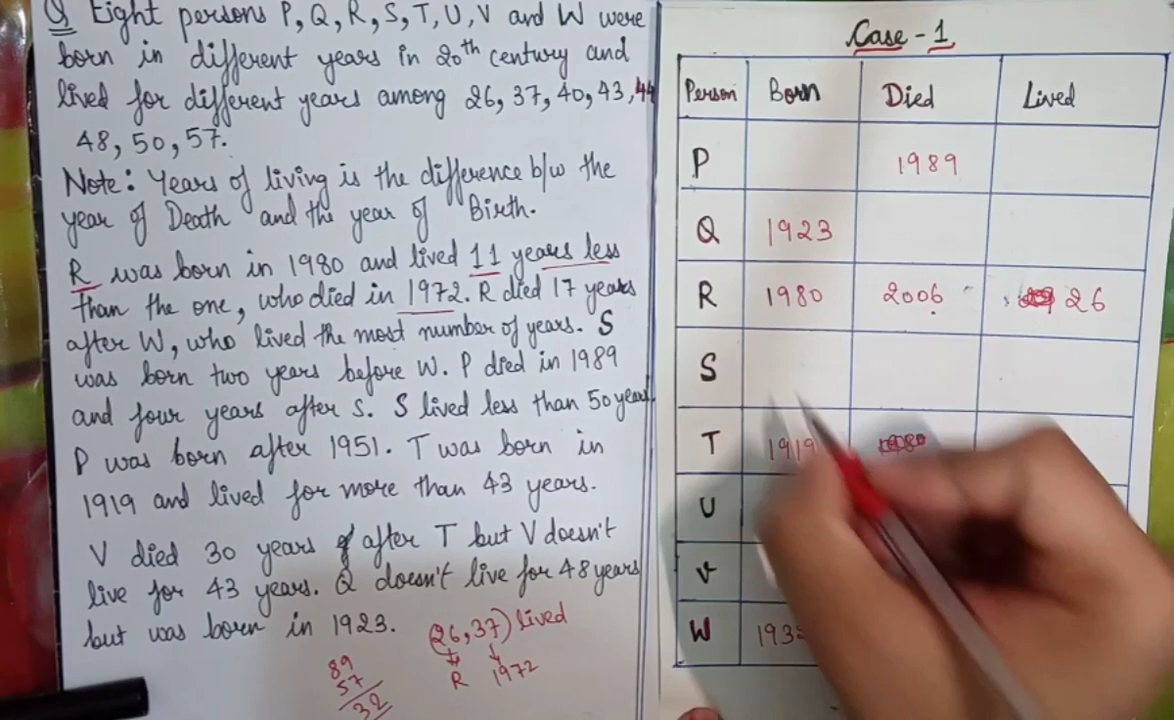 Q Eight persons P, Q, R, S, T, U, V and W were
born in different years in 20th century and
lived for different years among 26, 37, 40, 43, 44
48, 50, 57.
Note: Years of living is the difference b/w the
year of Death and the year of Birth.
R was born in 1980 and lived 11 years less
than the one, who died in 1972. R died 17 years
after W, who lived the most number of years. S
was born two years before W. P died in 1989
and four years after S. S lived less than 50 years.
P was born after 1951. T was born in
1919 and lived for more than 43 years.
V died 30 years after T but V doesn't
live for 43 years. Q doesn't live for 48 years
but was born in 1923.
(26, 37) lived
R 1972
89
57
32
Case - 1
Person Born Died Lived
P 1989
Q 1923
R 1980 2006 26
S
T 1919
U
V
W